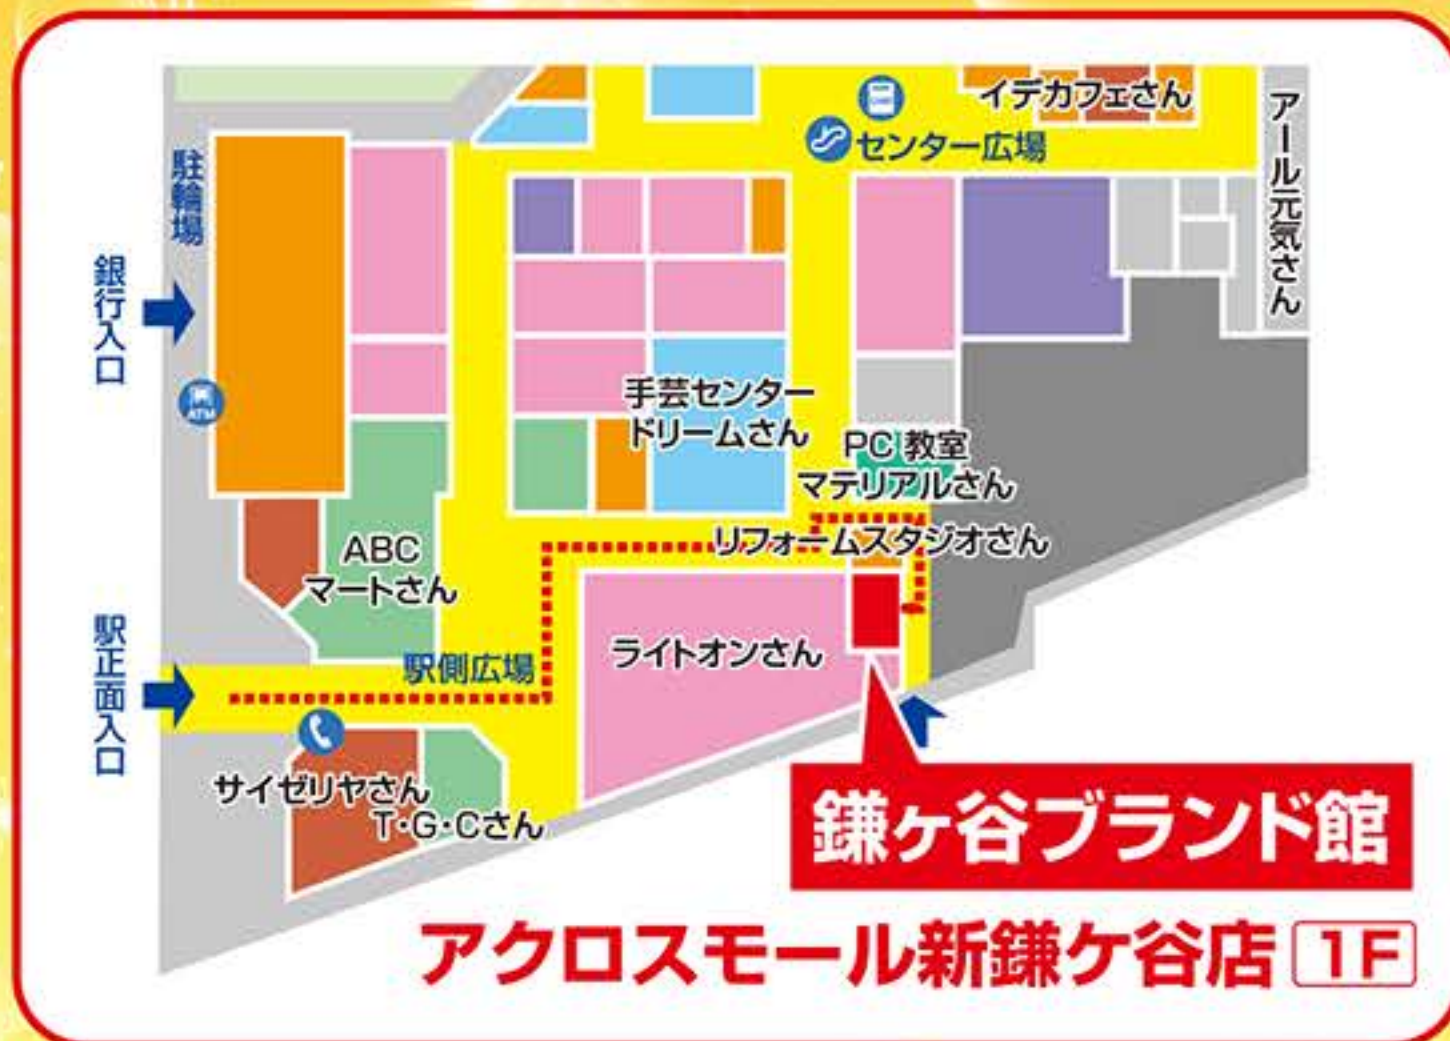 イデカフェさん
センター広場
アール元気さん
駐輪場
銀行入口
ATM
手芸センター
ドリームさん
PC 教室
マテリアルさん
リフォームスタジオさん
ABC
マートさん
駅正面入口
駅側広場
ライトオンさん
サイゼリヤさん
T・G・Cさん
鎌ヶ谷ブランド館
アクロスモール新鎌ケ谷店 1F